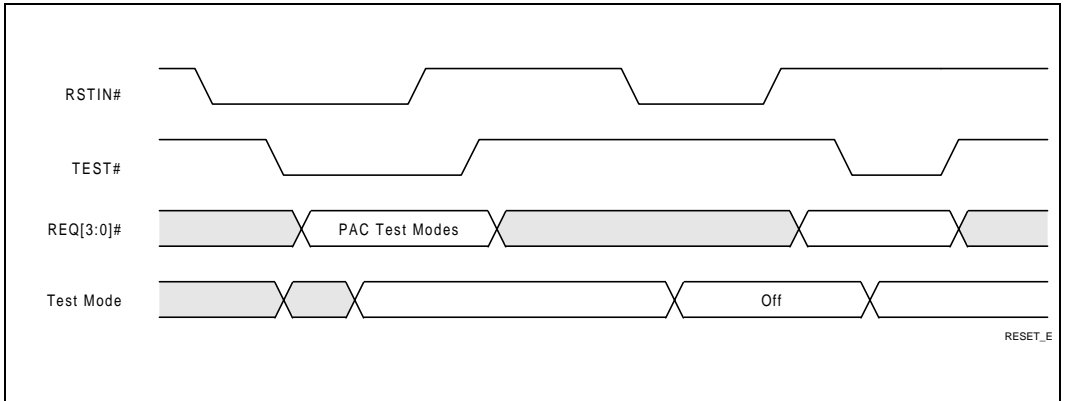 RSTIN#
TEST#
REQ[3:0]# PAC Test Modes
Test Mode Off
RESET_E